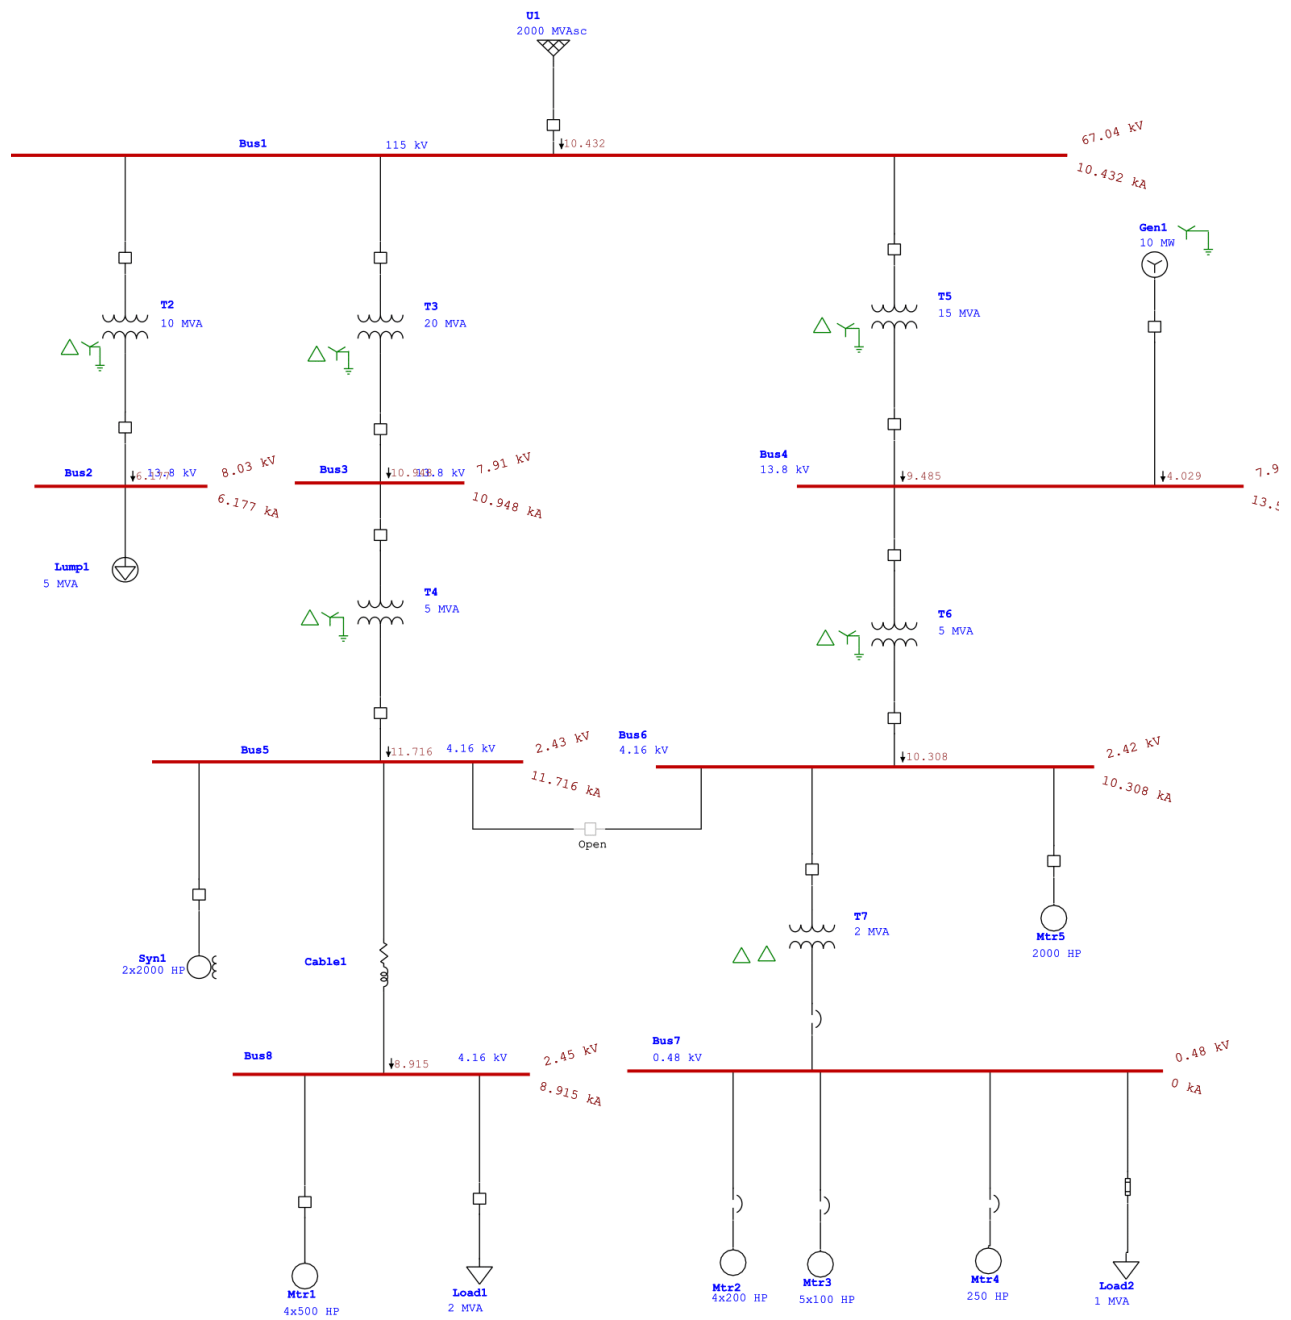 U1
2000 MVAsc
10.432
Bus1
115 kV
67.04 kV
10.432 kA
T2
10 MVA
T3
20 MVA
T5
15 MVA
Gen1
10 MW
Bus2
13.8 kV
8.03 kV
6.177 kA
Bus3
13.8 kV
7.91 kV
10.948 kA
Bus4
13.8 kV
9.485
4.029
Lump1
5 MVA
T4
5 MVA
T6
5 MVA
Bus5
11.716
4.16 kV
2.43 kV
11.716 kA
Bus6
4.16 kV
10.308
2.42 kV
10.308 kA
Open
Syn1
2x2000 HP
Cable1
T7
2 MVA
Mtr5
2000 HP
Bus8
8.915
4.16 kV
2.45 kV
8.915 kA
Bus7
0.48 kV
0.48 kV
0 kA
Mtr1
4x500 HP
Load1
2 MVA
Mtr2
4x200 HP
Mtr3
5x100 HP
Mtr4
250 HP
Load2
1 MVA